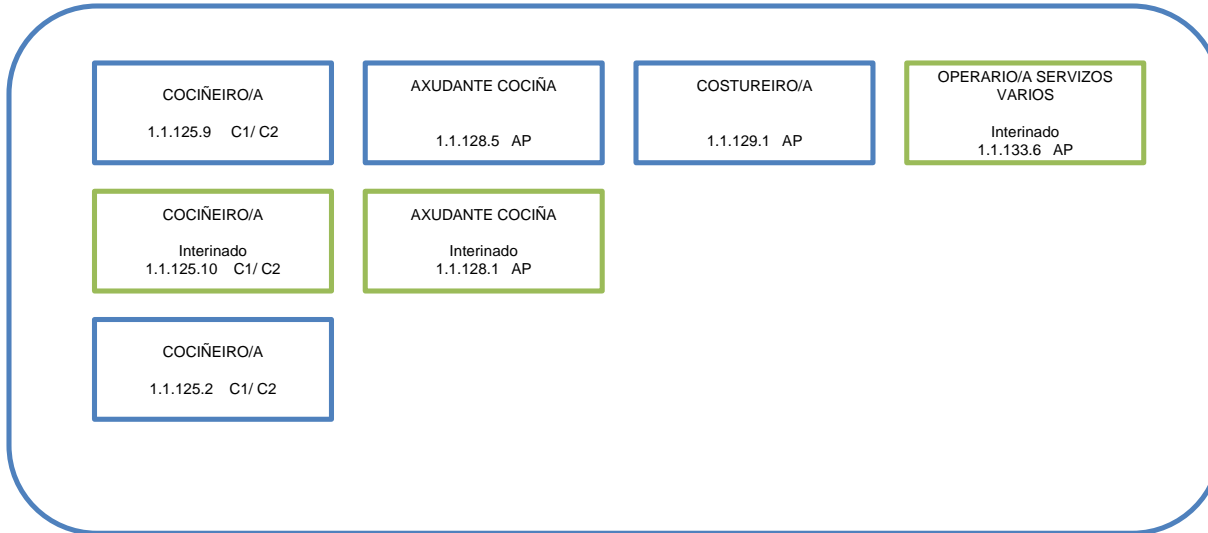 COCIÑEIRO/A
1.1.125.9 C1/ C2
AXUDANTE COCIÑA
1.1.128.5 AP
COSTUREIRO/A
1.1.129.1 AP
OPERARIO/A SERVIZOS
VARIOS
Interinado
1.1.133.6 AP
COCIÑEIRO/A
Interinado
1.1.125.10 C1/ C2
AXUDANTE COCIÑA
Interinado
1.1.128.1 AP
COCIÑEIRO/A
1.1.125.2 C1/ C2